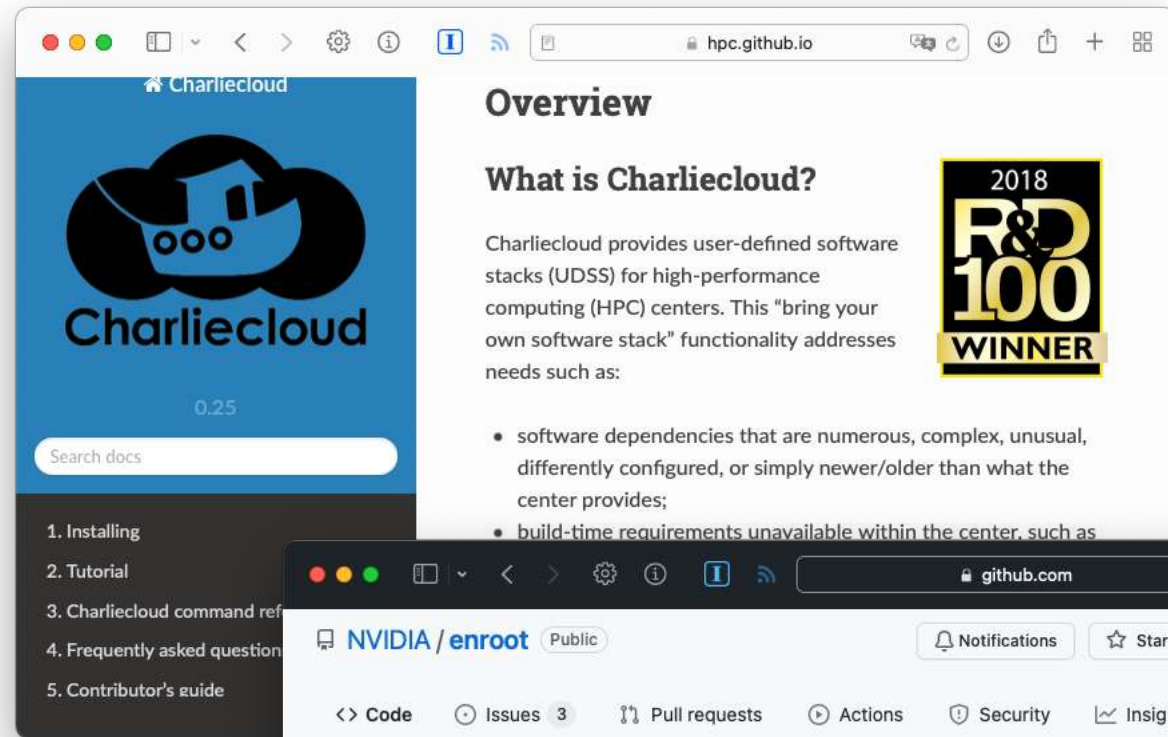 hpc.github.io
Charliecloud
Charliecloud
0.25
Search docs
1. Installing
2. Tutorial
3. Charliecloud command ref
4. Frequently asked question
5. Contributor's guide
Overview
What is Charliecloud?
Charliecloud provides user-defined software
stacks (UDSS) for high-performance
computing (HPC) centers. This “bring your
own software stack” functionality addresses
needs such as:
2018
R&D
100
WINNER
• software dependencies that are numerous, complex, unusual,
differently configured, or simply newer/older than what the
center provides;
• build-time requirements unavailable within the center, such as
github.com
NVIDIA / enroot Public
Notifications
Star
<> Code
Issues 3
Pull requests
Actions
Security
Insig